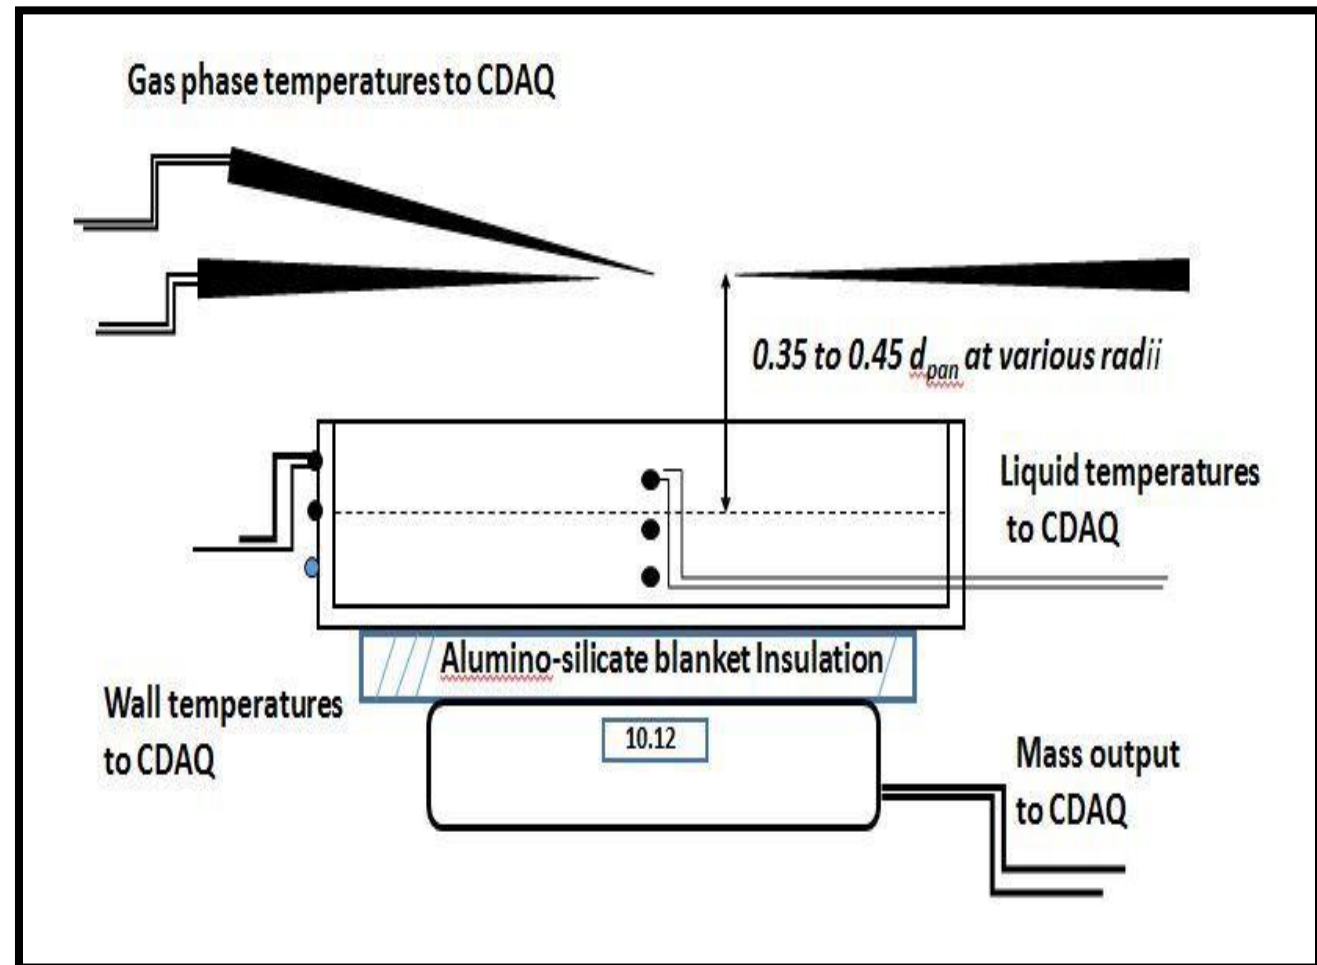 Gas phase temperatures to CDAQ
0.35 to 0.45 dpan at various radii
Liquid temperatures
to CDAQ
Alumino-silicate blanket Insulation
Wall temperatures
to CDAQ
10.12
Mass output
to CDAQ